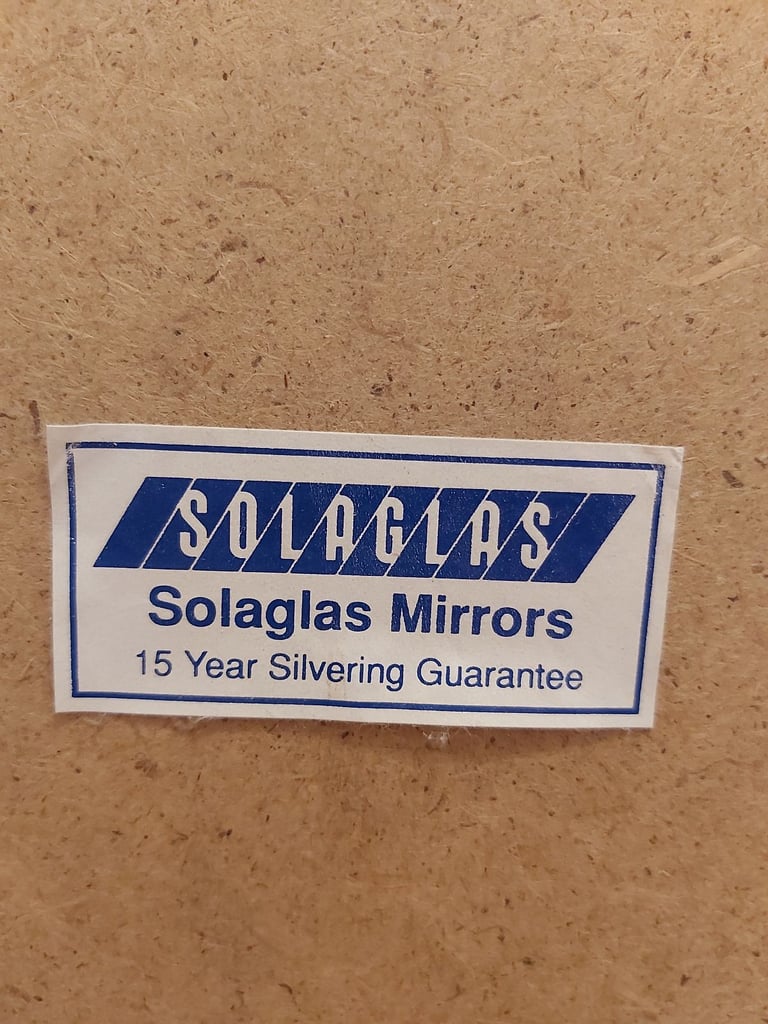 SOLAGLAS
Solaglas Mirrors
15 Year Silvering Guarantee